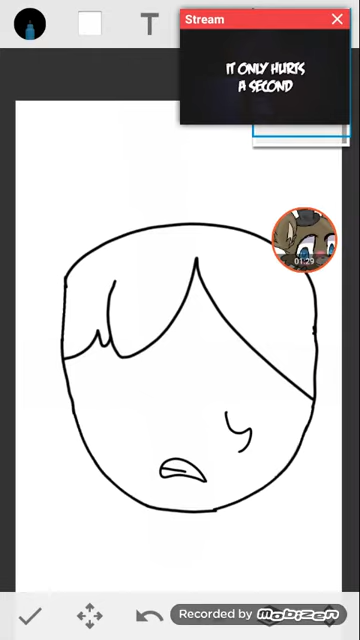 T
Stream
IT ONLY HURTS
A SECOND
01:29
Recorded by mobizen